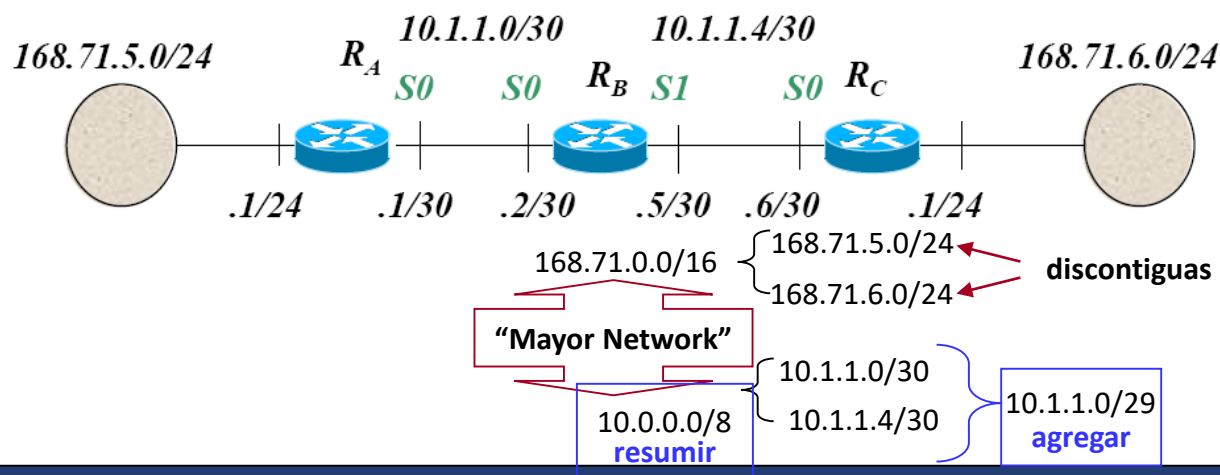 10.1.1.0/30 10.1.1.4/30
168.71.5.0/24 R_A R_B R_C 168.71.6.0/24
S0 S0 S1 S0
.1/24 .1/30 .2/30 .5/30 .6/30 .1/24
168.71.0.0/16
168.71.5.0/24
168.71.6.0/24
discontiguas
“Mayor Network”
10.1.1.0/30
10.1.1.4/30
10.0.0.0/8
resumir
10.1.1.0/29
agregar